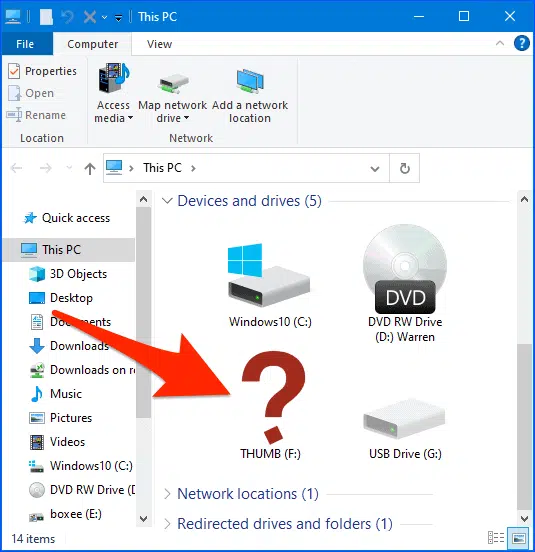 This PC
File Computer View
Properties
Open
Rename
Location
Access media
Map network drive
Add a network location
Network
This PC
Quick access
This PC
3D Objects
Desktop
Documents
Downloads
Downloads on re
Music
Pictures
Videos
Windows10 (C:)
DVD RW Drive (D
boxee (E:)
Devices and drives (5)
Windows10 (C:)
DVD
DVD RW Drive
(D:) Warren
?
THUMB (F:)
USB Drive (G:)
Network locations (1)
Redirected drives and folders (1)
14 items